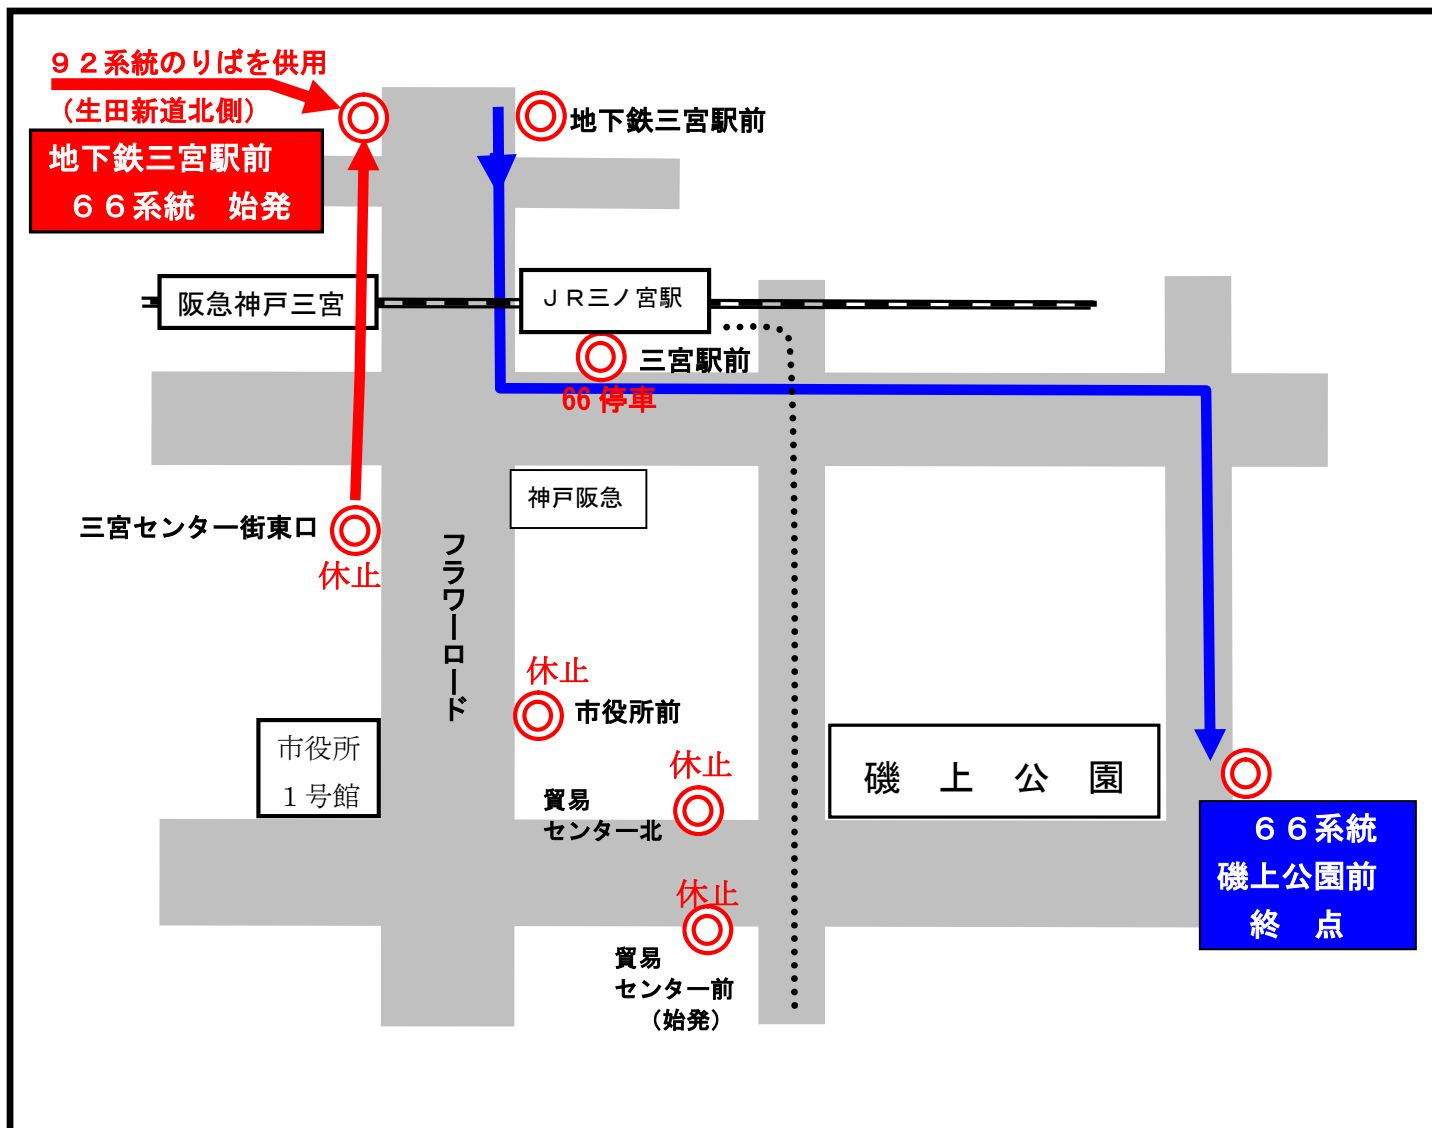 ９２系統のりばを供用
（生田新道北側）
地下鉄三宮駅前
６６系統　始発
地下鉄三宮駅前
阪急神戸三宮
ＪＲ三ノ宮駅
三宮駅前
66 停車
神戸阪急
三宮センター街東口
休止
フラワーロード
休止
市役所前
市役所
１号館
休止
貿易
センター北
磯　上　公　園
６６系統
磯上公園前
終　点
休止
貿易
センター前
（始発）